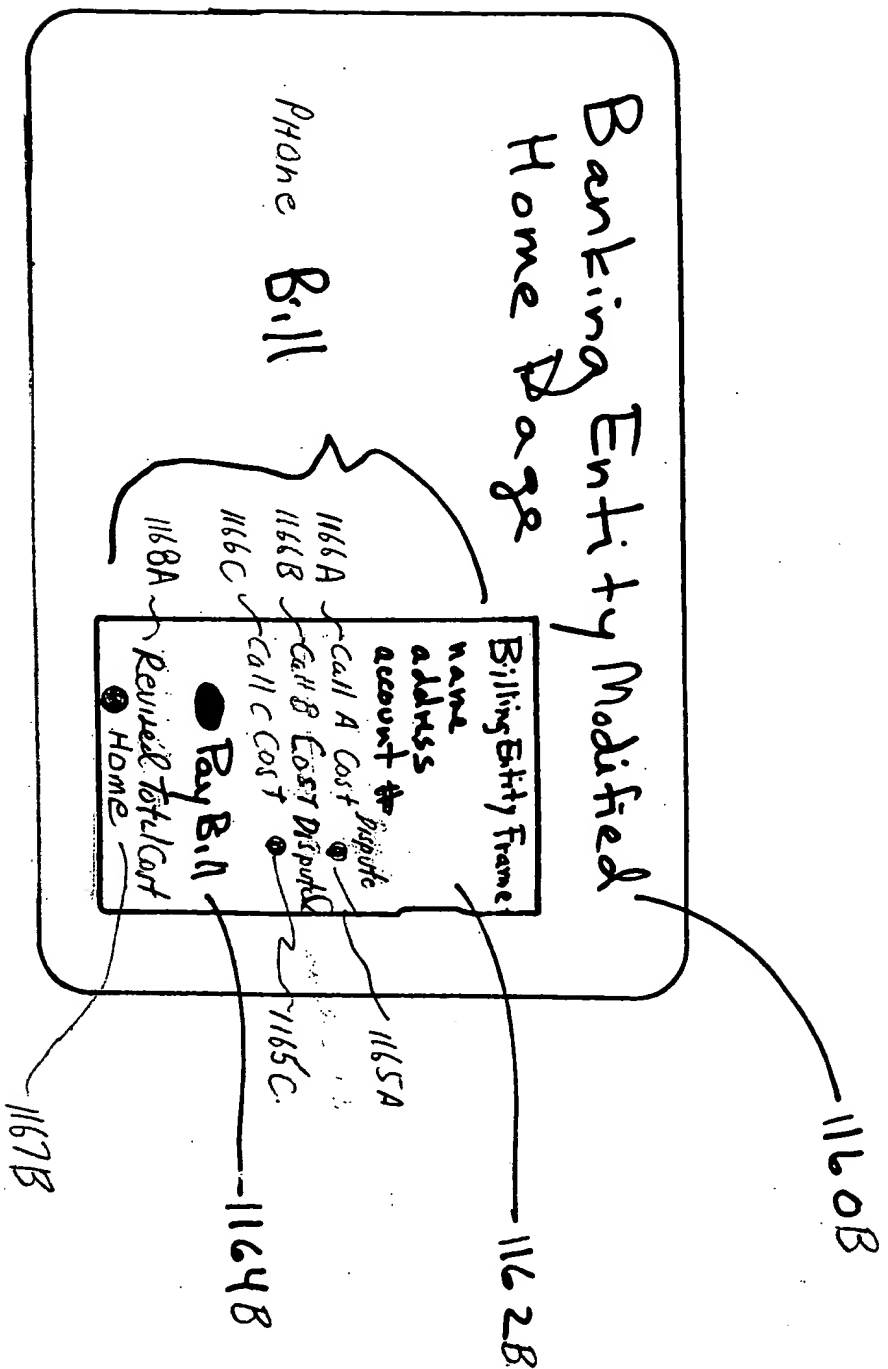 Banking Entity Modified
Home Page
1160B
Phone Bill
Billing Entity Frame
name
address
account #
1162B
1166A Call A Cost Dispute
1165A
1166B Call B Cost Disputed
1166C Call C Cost
1165C
Pay Bill
1164B
1168A Revised Total Cost
Home
1167B